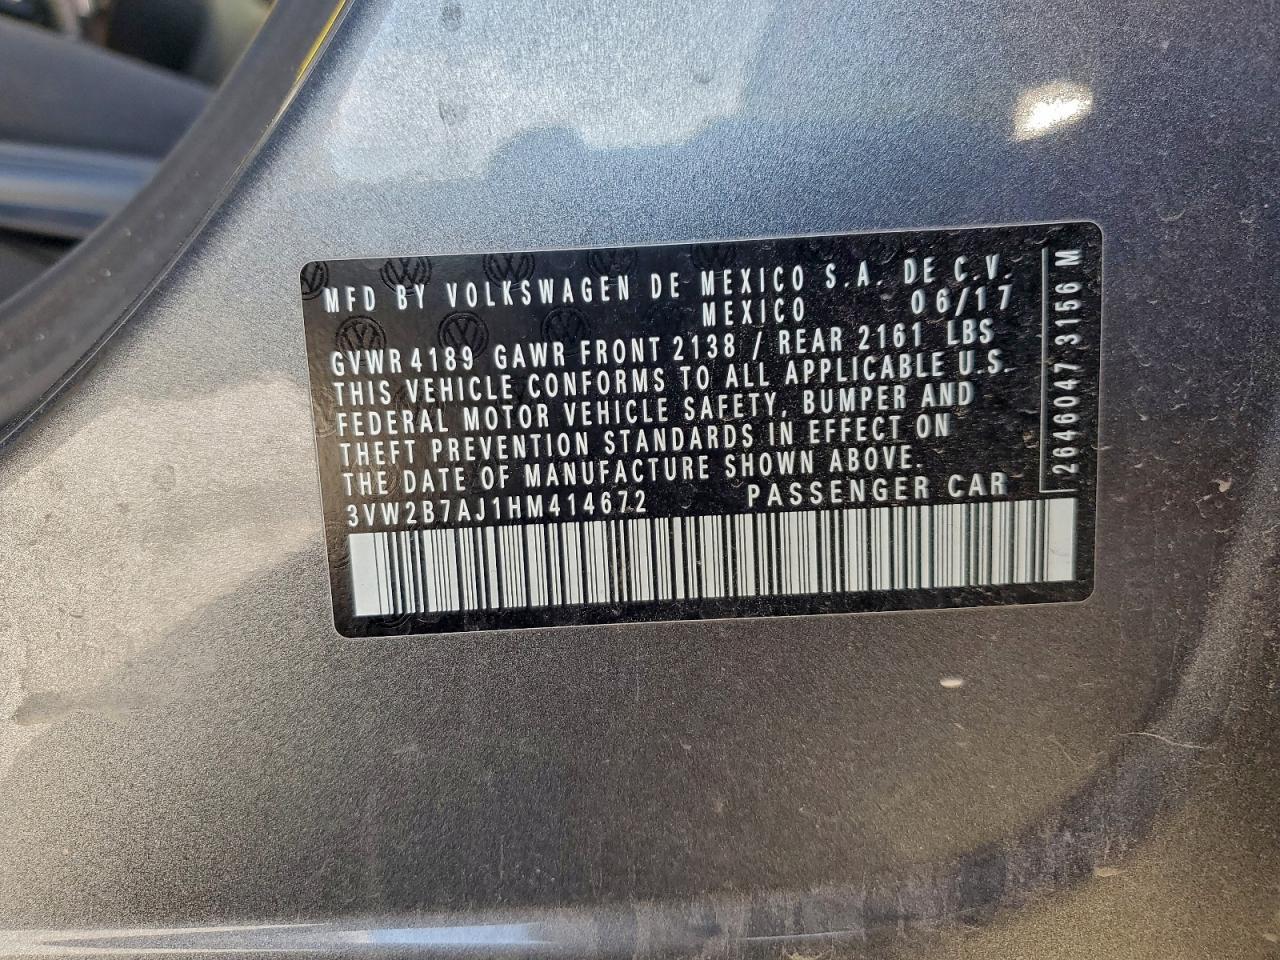 MFD BY VOLKSWAGEN DE MEXICO S.A. DE C.V.
MEXICO 06/17
GVWR 4189 GAWR FRONT 2138 / REAR 2161 LBS
THIS VEHICLE CONFORMS TO ALL APPLICABLE U.S.
FEDERAL MOTOR VEHICLE SAFETY, BUMPER AND
THEFT PREVENTION STANDARDS IN EFFECT ON
THE DATE OF MANUFACTURE SHOWN ABOVE.
3VW2B7AJ1HM414672 PASSENGER CAR
2646047 3156 M